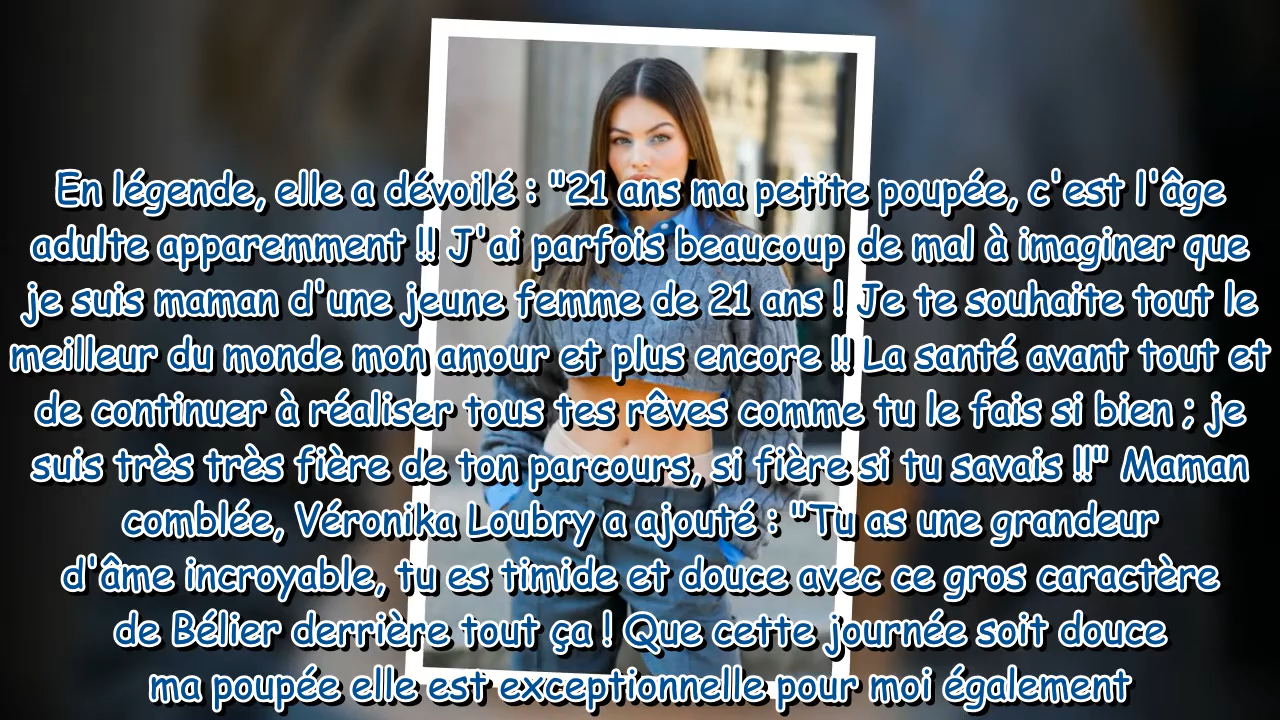 En légende, elle a dévoilé : "21 ans ma petite poupée, c'est l'âge
adulte apparemment !! J'ai parfois beaucoup de mal à imaginer que
je suis maman d'une jeune femme de 21 ans ! Je te souhaite tout le
meilleur du monde mon amour et plus encore !! La santé avant tout et
de continuer à réaliser tous tes rêves comme tu le fais si bien ; je
suis très très fière de ton parcours, si fière si tu savais !!" Maman
comblée, Véronika Loubry a ajouté : "Tu as une grandeur
d'âme incroyable, tu es timide et douce avec ce gros caractère
de Bélier derrière tout ça ! Que cette journée soit douce
ma poupée elle est exceptionnelle pour moi également